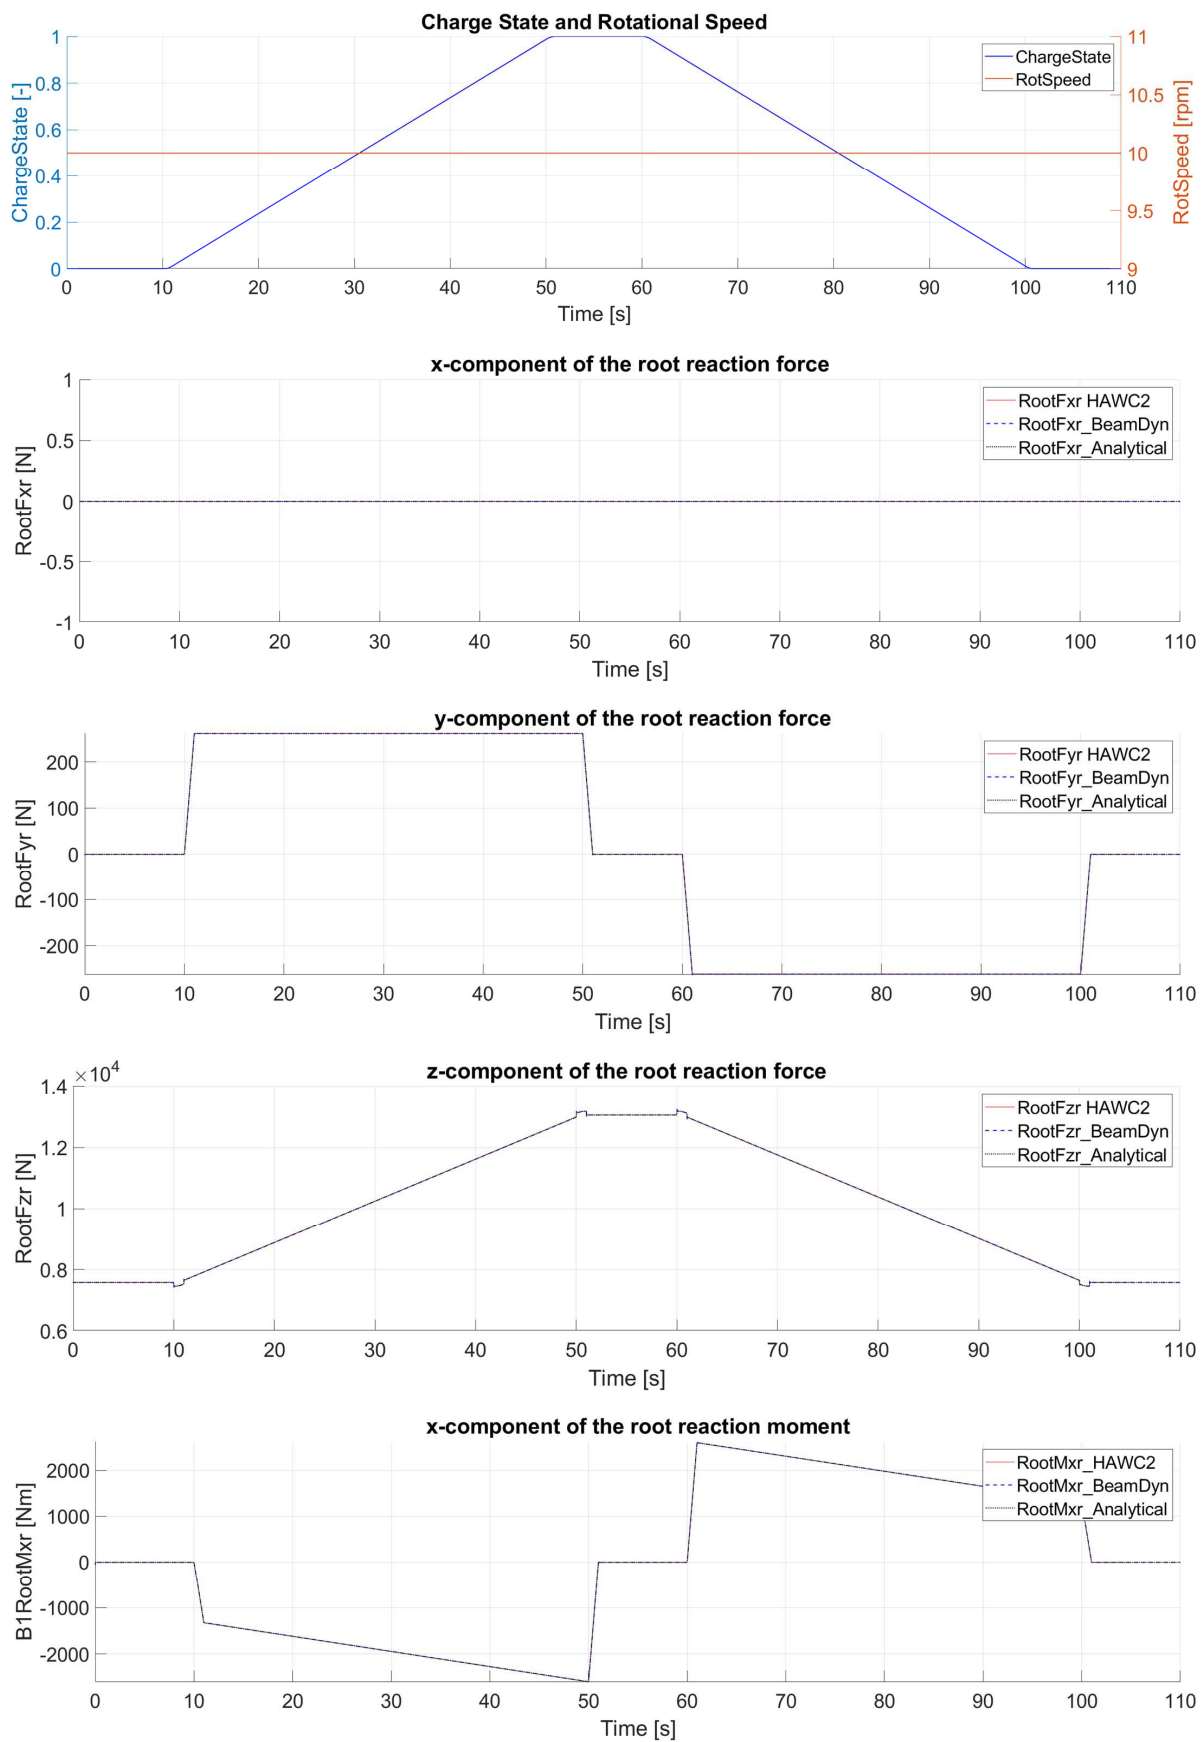 Charge State and Rotational Speed
ChargeState [-]
1
0.8
0.6
0.4
0.2
0
11
10.5
10
9.5
9
RotSpeed [rpm]
ChargeState
RotSpeed
0 10 20 30 40 50 60 70 80 90 100 110
Time [s]
x-component of the root reaction force
RootFxr [N]
1
0.5
0
-0.5
-1
RootFxr HAWC2
RootFxr_BeamDyn
RootFxr_Analytical
0 10 20 30 40 50 60 70 80 90 100 110
Time [s]
y-component of the root reaction force
RootFyr [N]
200
100
0
-100
-200
RootFyr HAWC2
RootFyr_BeamDyn
RootFyr_Analytical
0 10 20 30 40 50 60 70 80 90 100 110
Time [s]
z-component of the root reaction force
×10⁴
RootFzr [N]
1.4
1.2
1
0.8
0.6
RootFzr HAWC2
RootFzr_BeamDyn
RootFzr_Analytical
0 10 20 30 40 50 60 70 80 90 100 110
Time [s]
x-component of the root reaction moment
B1RootMxr [Nm]
2000
1000
0
-1000
-2000
RootMxr_HAWC2
RootMxr_BeamDyn
RootMxr_Analytical
0 10 20 30 40 50 60 70 80 90 100 110
Time [s]